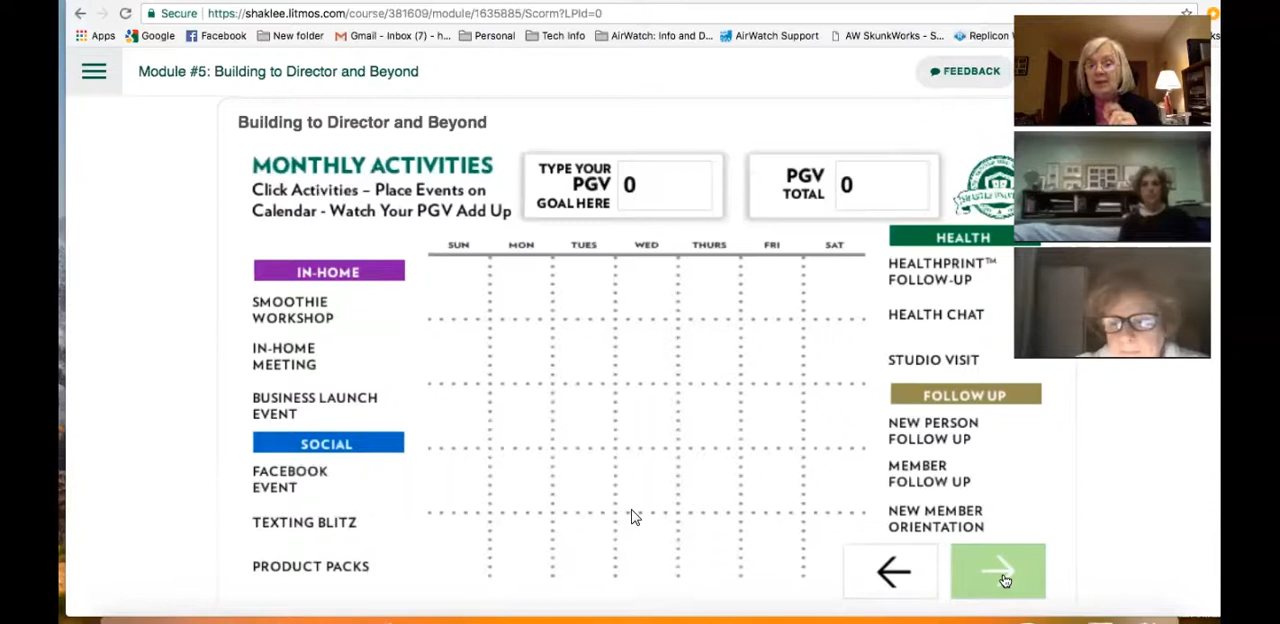 Secure https://shaklee.litmos.com/course/381609/module/1635885/Scorm?LPId=0
Apps Google Facebook New folder Gmail - Inbox (7) - h... Personal Tech Info AirWatch: Info and D... AirWatch Support AW SkunkWorks - S... Replicon
Module #5: Building to Director and Beyond
FEEDBACK
Building to Director and Beyond
MONTHLY ACTIVITIES
Click Activities – Place Events on
Calendar - Watch Your PGV Add Up
TYPE YOUR
PGV
GOAL HERE
0
PGV
TOTAL
0
SUN MON TUES WED THURS FRI SAT
IN-HOME
SMOOTHIE
WORKSHOP
IN-HOME
MEETING
BUSINESS LAUNCH
EVENT
SOCIAL
FACEBOOK
EVENT
TEXTING BLITZ
PRODUCT PACKS
HEALTH
HEALTHPRINT™
FOLLOW-UP
HEALTH CHAT
STUDIO VISIT
FOLLOW UP
NEW PERSON
FOLLOW UP
MEMBER
FOLLOW UP
NEW MEMBER
ORIENTATION